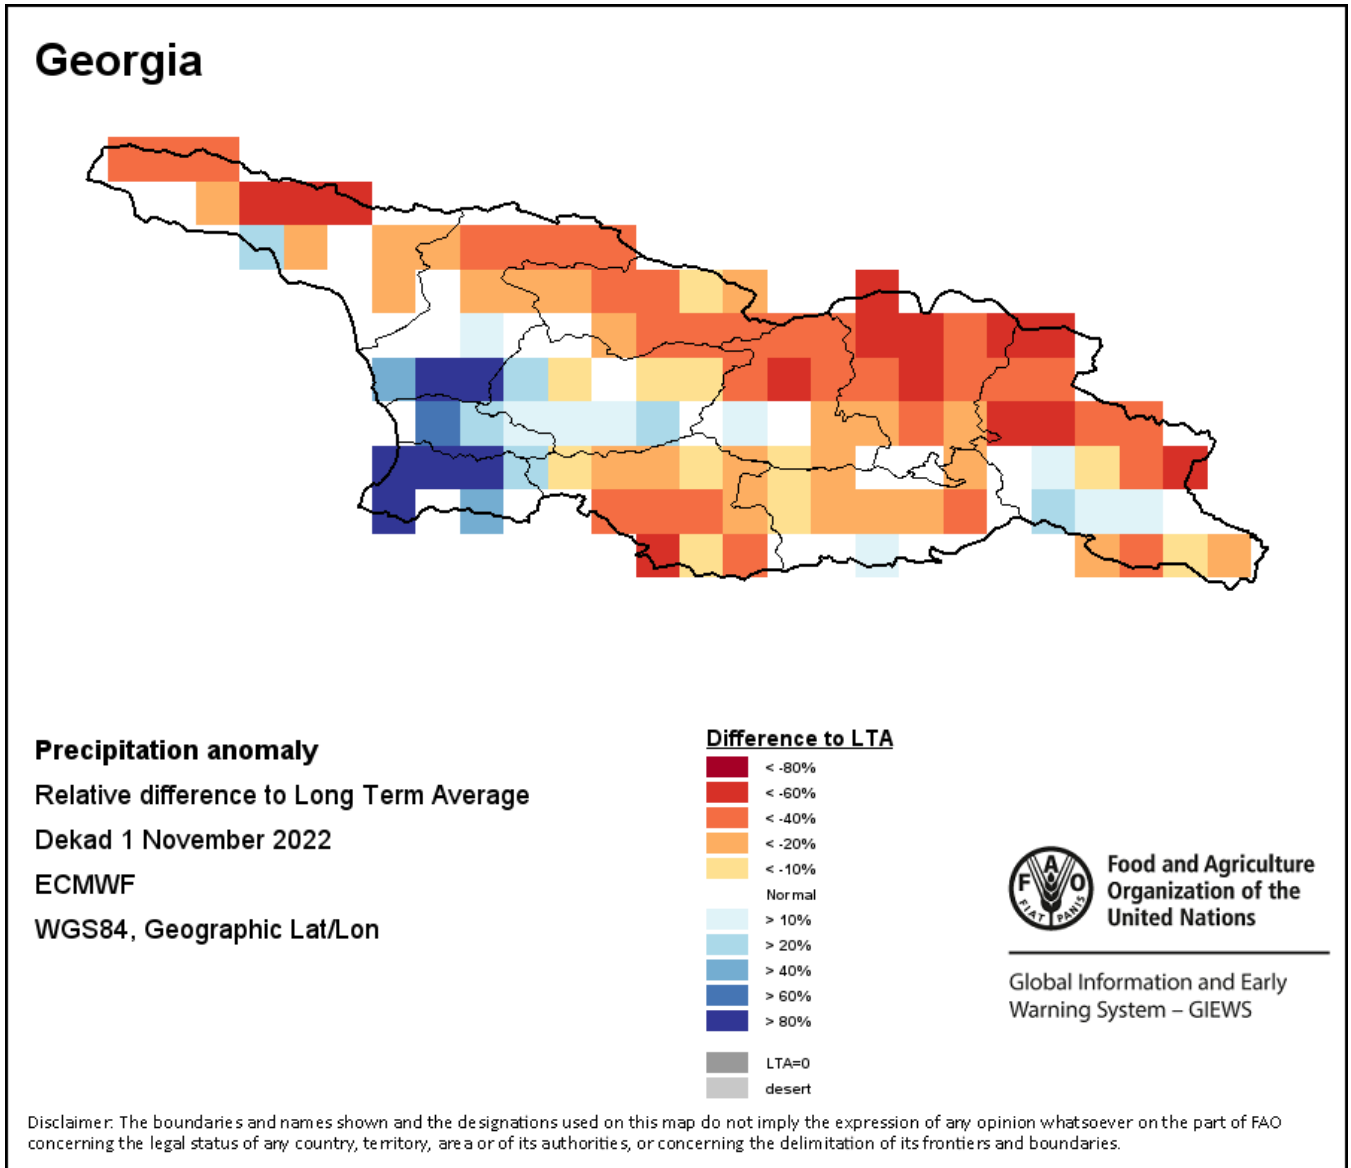 Georgia
Precipitation anomaly
Relative difference to Long Term Average
Dekad 1 November 2022
ECMWF
WGS84, Geographic Lat/Lon
Difference to LTA
< -80%
< -60%
< -40%
< -20%
< -10%
Normal
> 10%
> 20%
> 40%
> 60%
> 80%
LTA=0
desert
F A O
FIAT PANIS
Food and Agriculture
Organization of the
United Nations
Global Information and Early
Warning System – GIEWS
Disclaimer: The boundaries and names shown and the designations used on this map do not imply the expression of any opinion whatsoever on the part of FAO
concerning the legal status of any country, territory, area or of its authorities, or concerning the delimitation of its frontiers and boundaries.